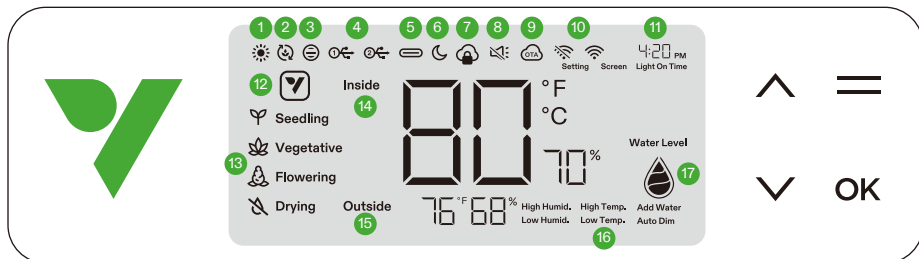 1 2 3 4 5 6 7 8 9 10 11
1 2 OTA 4:20 PM
Setting Screen Light On Time
12 Inside
14
Seedling
13 Vegetative
Flowering
Drying
80 °F
°C
70%
Water Level
17
Outside
15
76°F 68%
High Humid. High Temp.
Low Humid. Low Temp.
16
Add Water
Auto Dim
OK